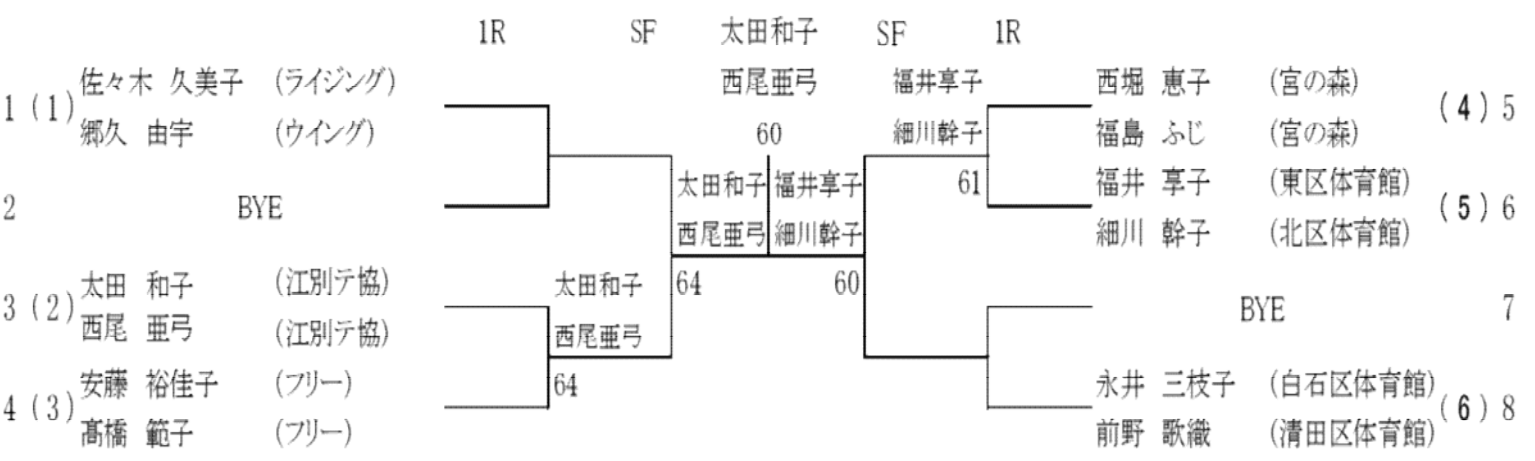 1R SF 太田和子 SF 1R
佐々木 久美子 (ライジング) 西尾亜弓 福井享子 西堀 恵子 (宮の森)
1 (1) (4) 5
郷久 由宇 (ウイング) 60 細川幹子 福島 ふじ (宮の森)
太田和子 福井享子 61 福井 享子 (東区体育館)
2 BYE (5) 6
西尾亜弓 細川幹子 細川 幹子 (北区体育館)
太田 和子 (江別テ協) 太田和子 64 60
3 (2) BYE 7
西尾 亜弓 (江別テ協) 西尾亜弓
安藤 裕佳子 (フリー) 64 永井 三枝子 (白石区体育館)
4 (3) (6) 8
髙橋 範子 (フリー) 前野 歌織 (清田区体育館)